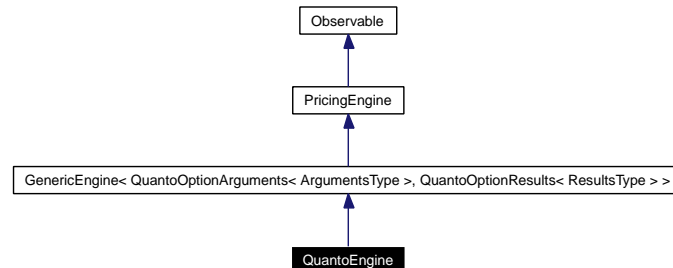 Observable
PricingEngine
GenericEngine< QuantoOptionArguments< ArgumentsType >, QuantoOptionResults< ResultsType > >
QuantoEngine